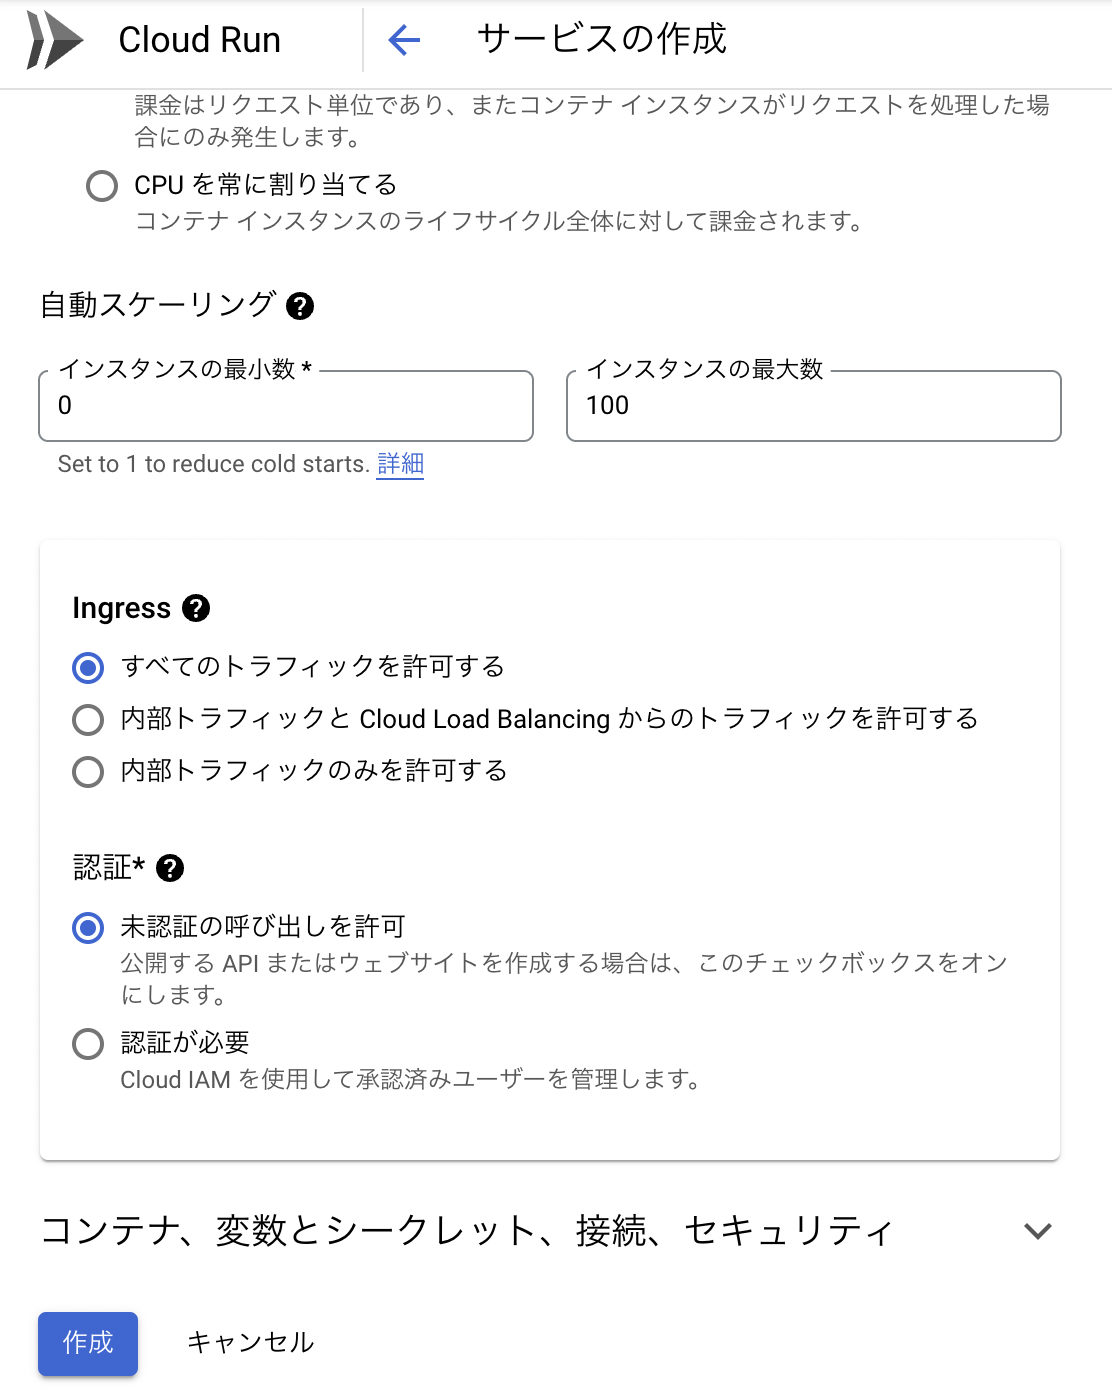 Cloud Run
サービスの作成
課金はリクエスト単位であり、またコンテナ インスタンスがリクエストを処理した場
合にのみ発生します。
CPU を常に割り当てる
コンテナ インスタンスのライフサイクル全体に対して課金されます。
自動スケーリング
インスタンスの最小数 *
0
インスタンスの最大数
100
Set to 1 to reduce cold starts. 詳細
Ingress
すべてのトラフィックを許可する
内部トラフィックと Cloud Load Balancing からのトラフィックを許可する
内部トラフィックのみを許可する
認証*
未認証の呼び出しを許可
公開する API またはウェブサイトを作成する場合は、このチェックボックスをオン
にします。
認証が必要
Cloud IAM を使用して承認済みユーザーを管理します。
コンテナ、変数とシークレット、接続、セキュリティ
作成
キャンセル